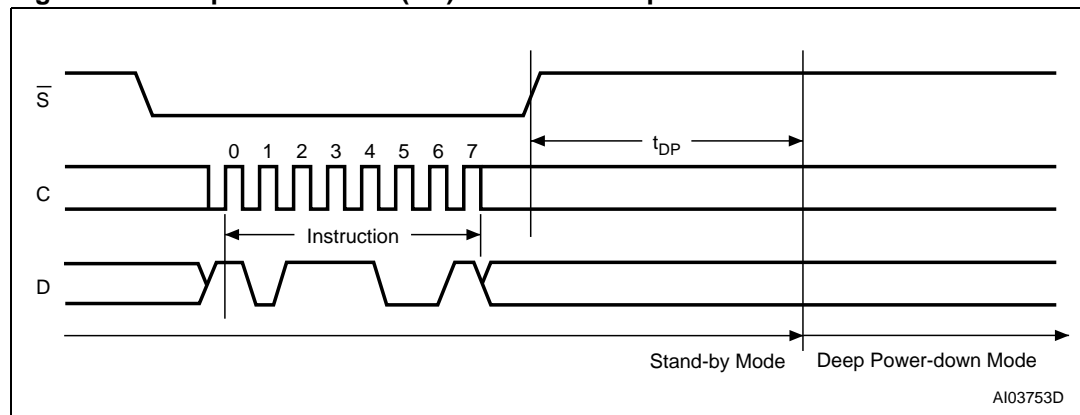 S
C
0 1 2 3 4 5 6 7
tDP
Instruction
D
Stand-by Mode
Deep Power-down Mode
AI03753D